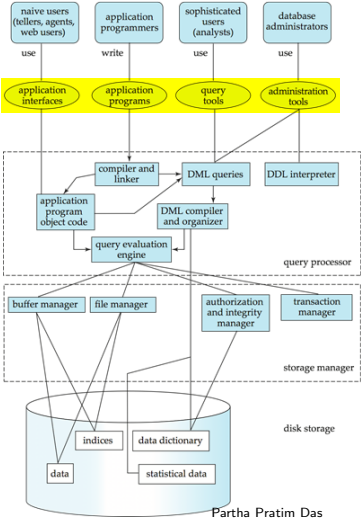 naive users
(tellers, agents,
web users)
application
programmers
sophisticated
users
(analysts)
database
administrators
use
write
use
use
application
interfaces
application
programs
query
tools
administration
tools
compiler and
linker
DML queries
DDL interpreter
application
program
object code
DML compiler
and organizer
query evaluation
engine
query processor
buffer manager
file manager
authorization
and integrity
manager
transaction
manager
storage manager
disk storage
indices
data dictionary
data
statistical data
Partha Pratim Das